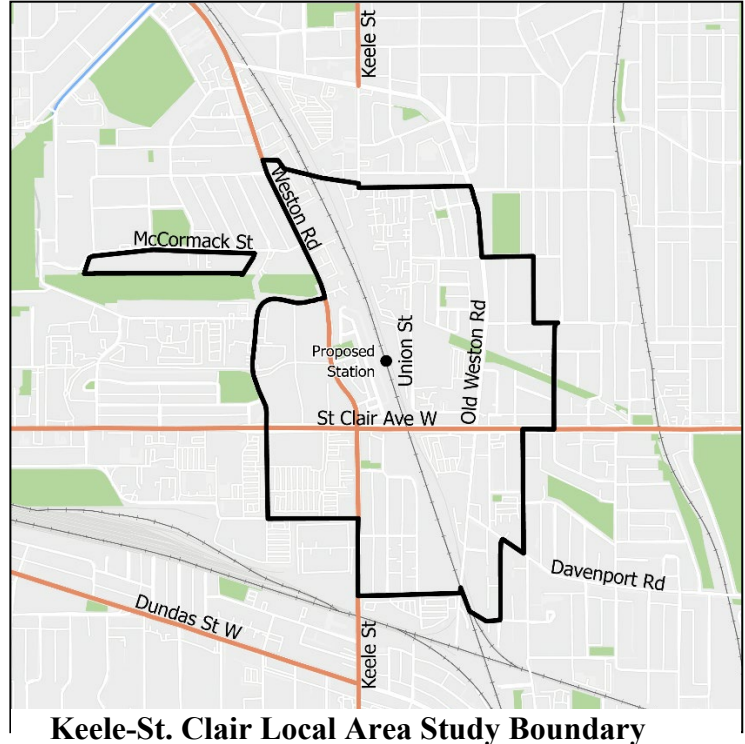 Keele St
Weston Rd
McCormack St
Proposed
Station
Union St
Old Weston Rd
St Clair Ave W
Davenport Rd
Dundas St W
Keele St
Keele-St. Clair Local Area Study Boundary